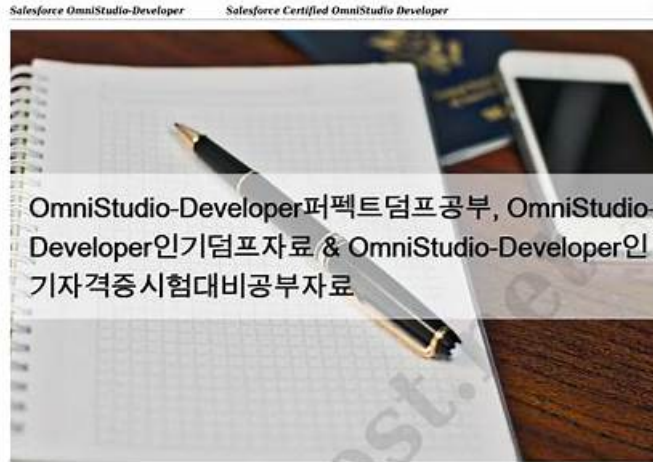 Salesforce OmniStudio-Developer Salesforce Certified OmniStudio Developer
OmniStudio-Developer퍼펙트덤프공부, OmniStudio-
Developer인기덤프자료 & OmniStudio-Developer인
기자격증시험대비공부자료